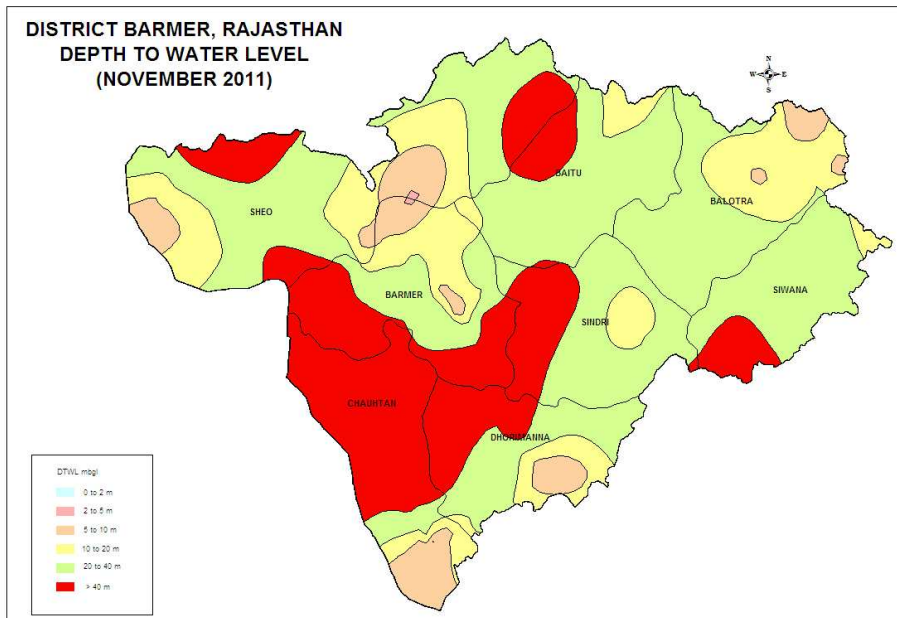 DISTRICT BARMER, RAJASTHAN
DEPTH TO WATER LEVEL
(NOVEMBER 2011)
N
W E
S
BAITU
BALOTRA
SHEO
SIWANA
BARMER
SINDRI
CHAUHTAN
DHORIMANNA
DTWL mbgl
0 to 2 m
2 to 5 m
5 to 10 m
10 to 20 m
20 to 40 m
> 40 m